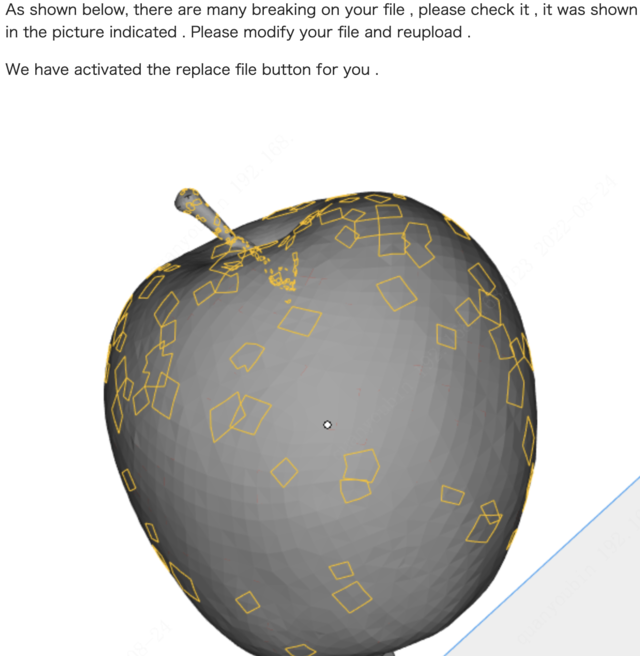 As shown below, there are many breaking on your file , please check it , it was shown
in the picture indicated . Please modify your file and reupload .
We have activated the replace file button for you .